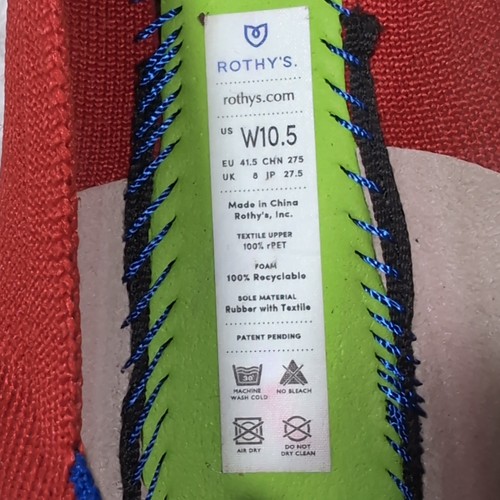 ROTHY'S.
rothys.com
US W10.5
EU 41.5 CHN 275
UK 8 JP 27.5
Made in China
Rothy's, Inc.
TEXTILE UPPER
100% rPET
FOAM
100% Recyclable
SOLE MATERIAL
Rubber with Textile
PATENT PENDING
30°
MACHINE WASH COLD
NO BLEACH
AIR DRY
DO NOT DRY CLEAN